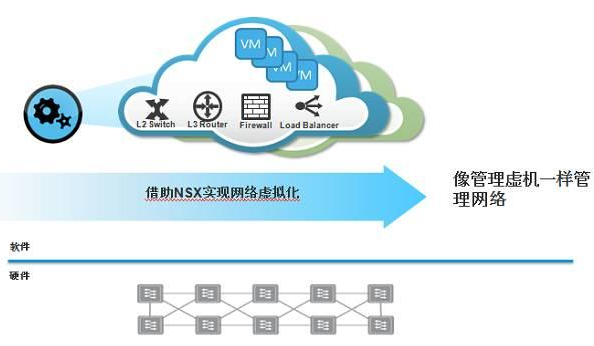 VM
VM
VM
VM
L2 Switch
L3 Router
Firewall
Load Balancer
借助NSX实现网络虚拟化
像管理虚机一样管
理网络
软件
硬件